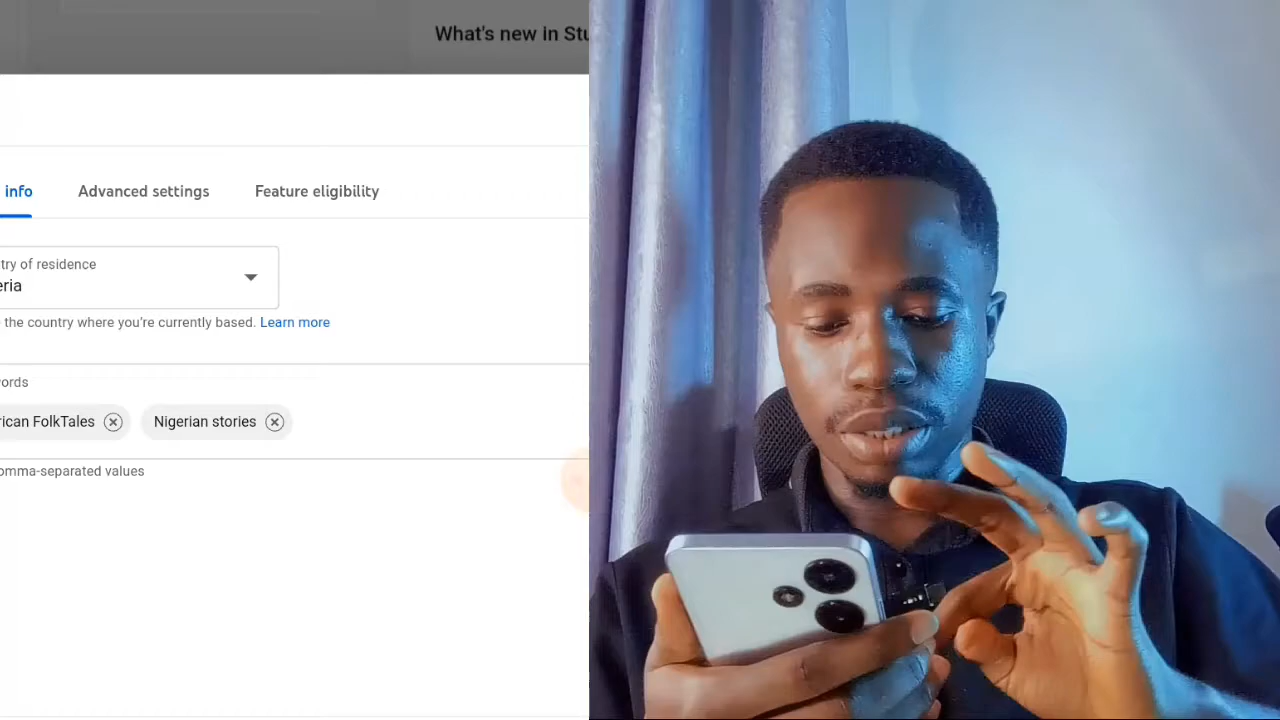 What's new in Stu
info Advanced settings Feature eligibility
try of residence
eria
the country where you're currently based. Learn more
ords
rican FolkTales Nigerian stories
omma-separated values